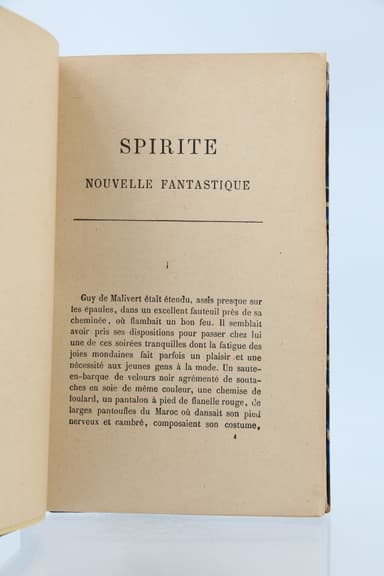 SPIRITE
NOUVELLE FANTASTIQUE
I
Guy de Malivert était étendu, assis presque sur
les épaules, dans un excellent fauteuil près de sa
cheminée, où flambait un bon feu. Il semblait
avoir pris ses dispositions pour passer chez lui
une de ces soirées tranquilles dont la fatigue des
joies mondaines fait parfois un plaisir et une
nécessité aux jeunes gens à la mode. Un saute-
en-barque de velours noir agrémenté de souta-
ches en soie de même couleur, une chemise de
foulard, un pantalon à pied de flanelle rouge, de
larges pantoufles du Maroc où dansait son pied
nerveux et cambré, composaient son costume,
1